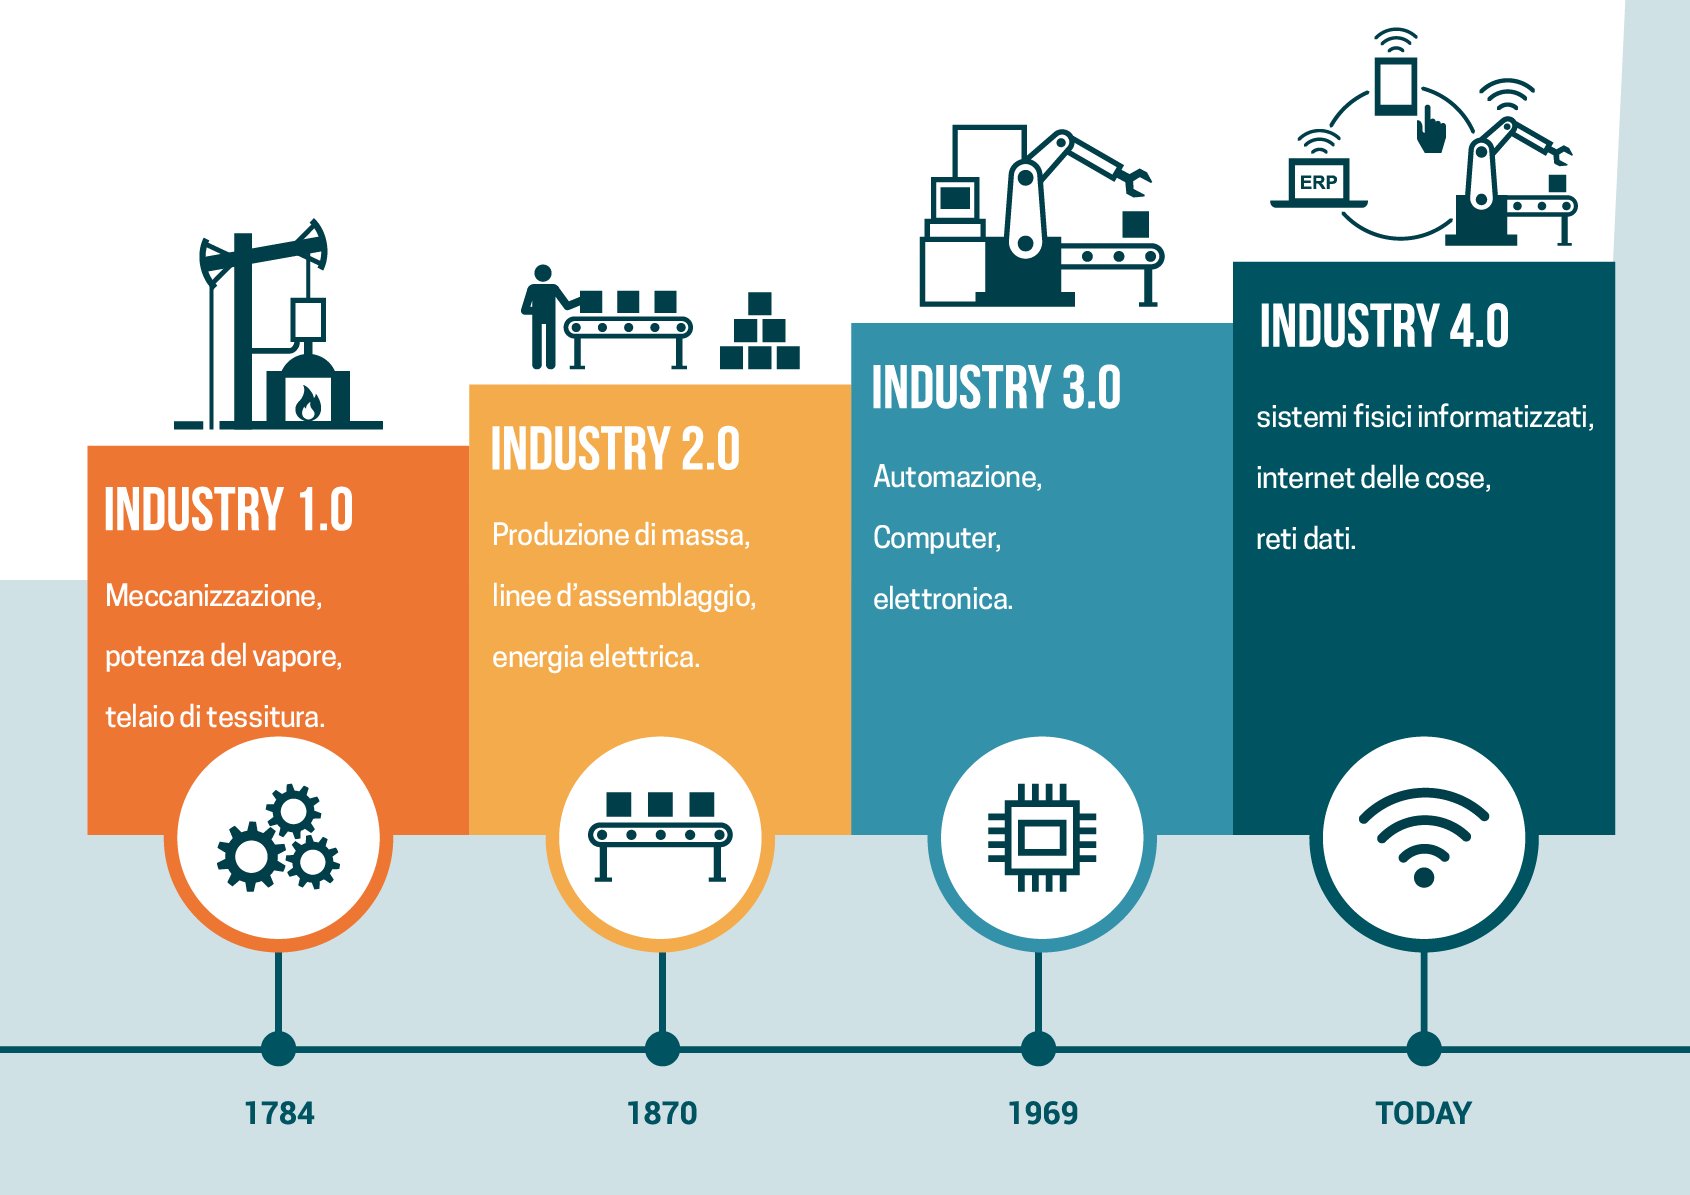 INDUSTRY 1.0
Meccanizzazione,
potenza del vapore,
telaio di tessitura.
1784
INDUSTRY 2.0
Produzione di massa,
linee d’assemblaggio,
energia elettrica.
1870
INDUSTRY 3.0
Automazione,
Computer,
elettronica.
1969
ERP
INDUSTRY 4.0
sistemi fisici informatizzati,
internet delle cose,
reti dati.
TODAY